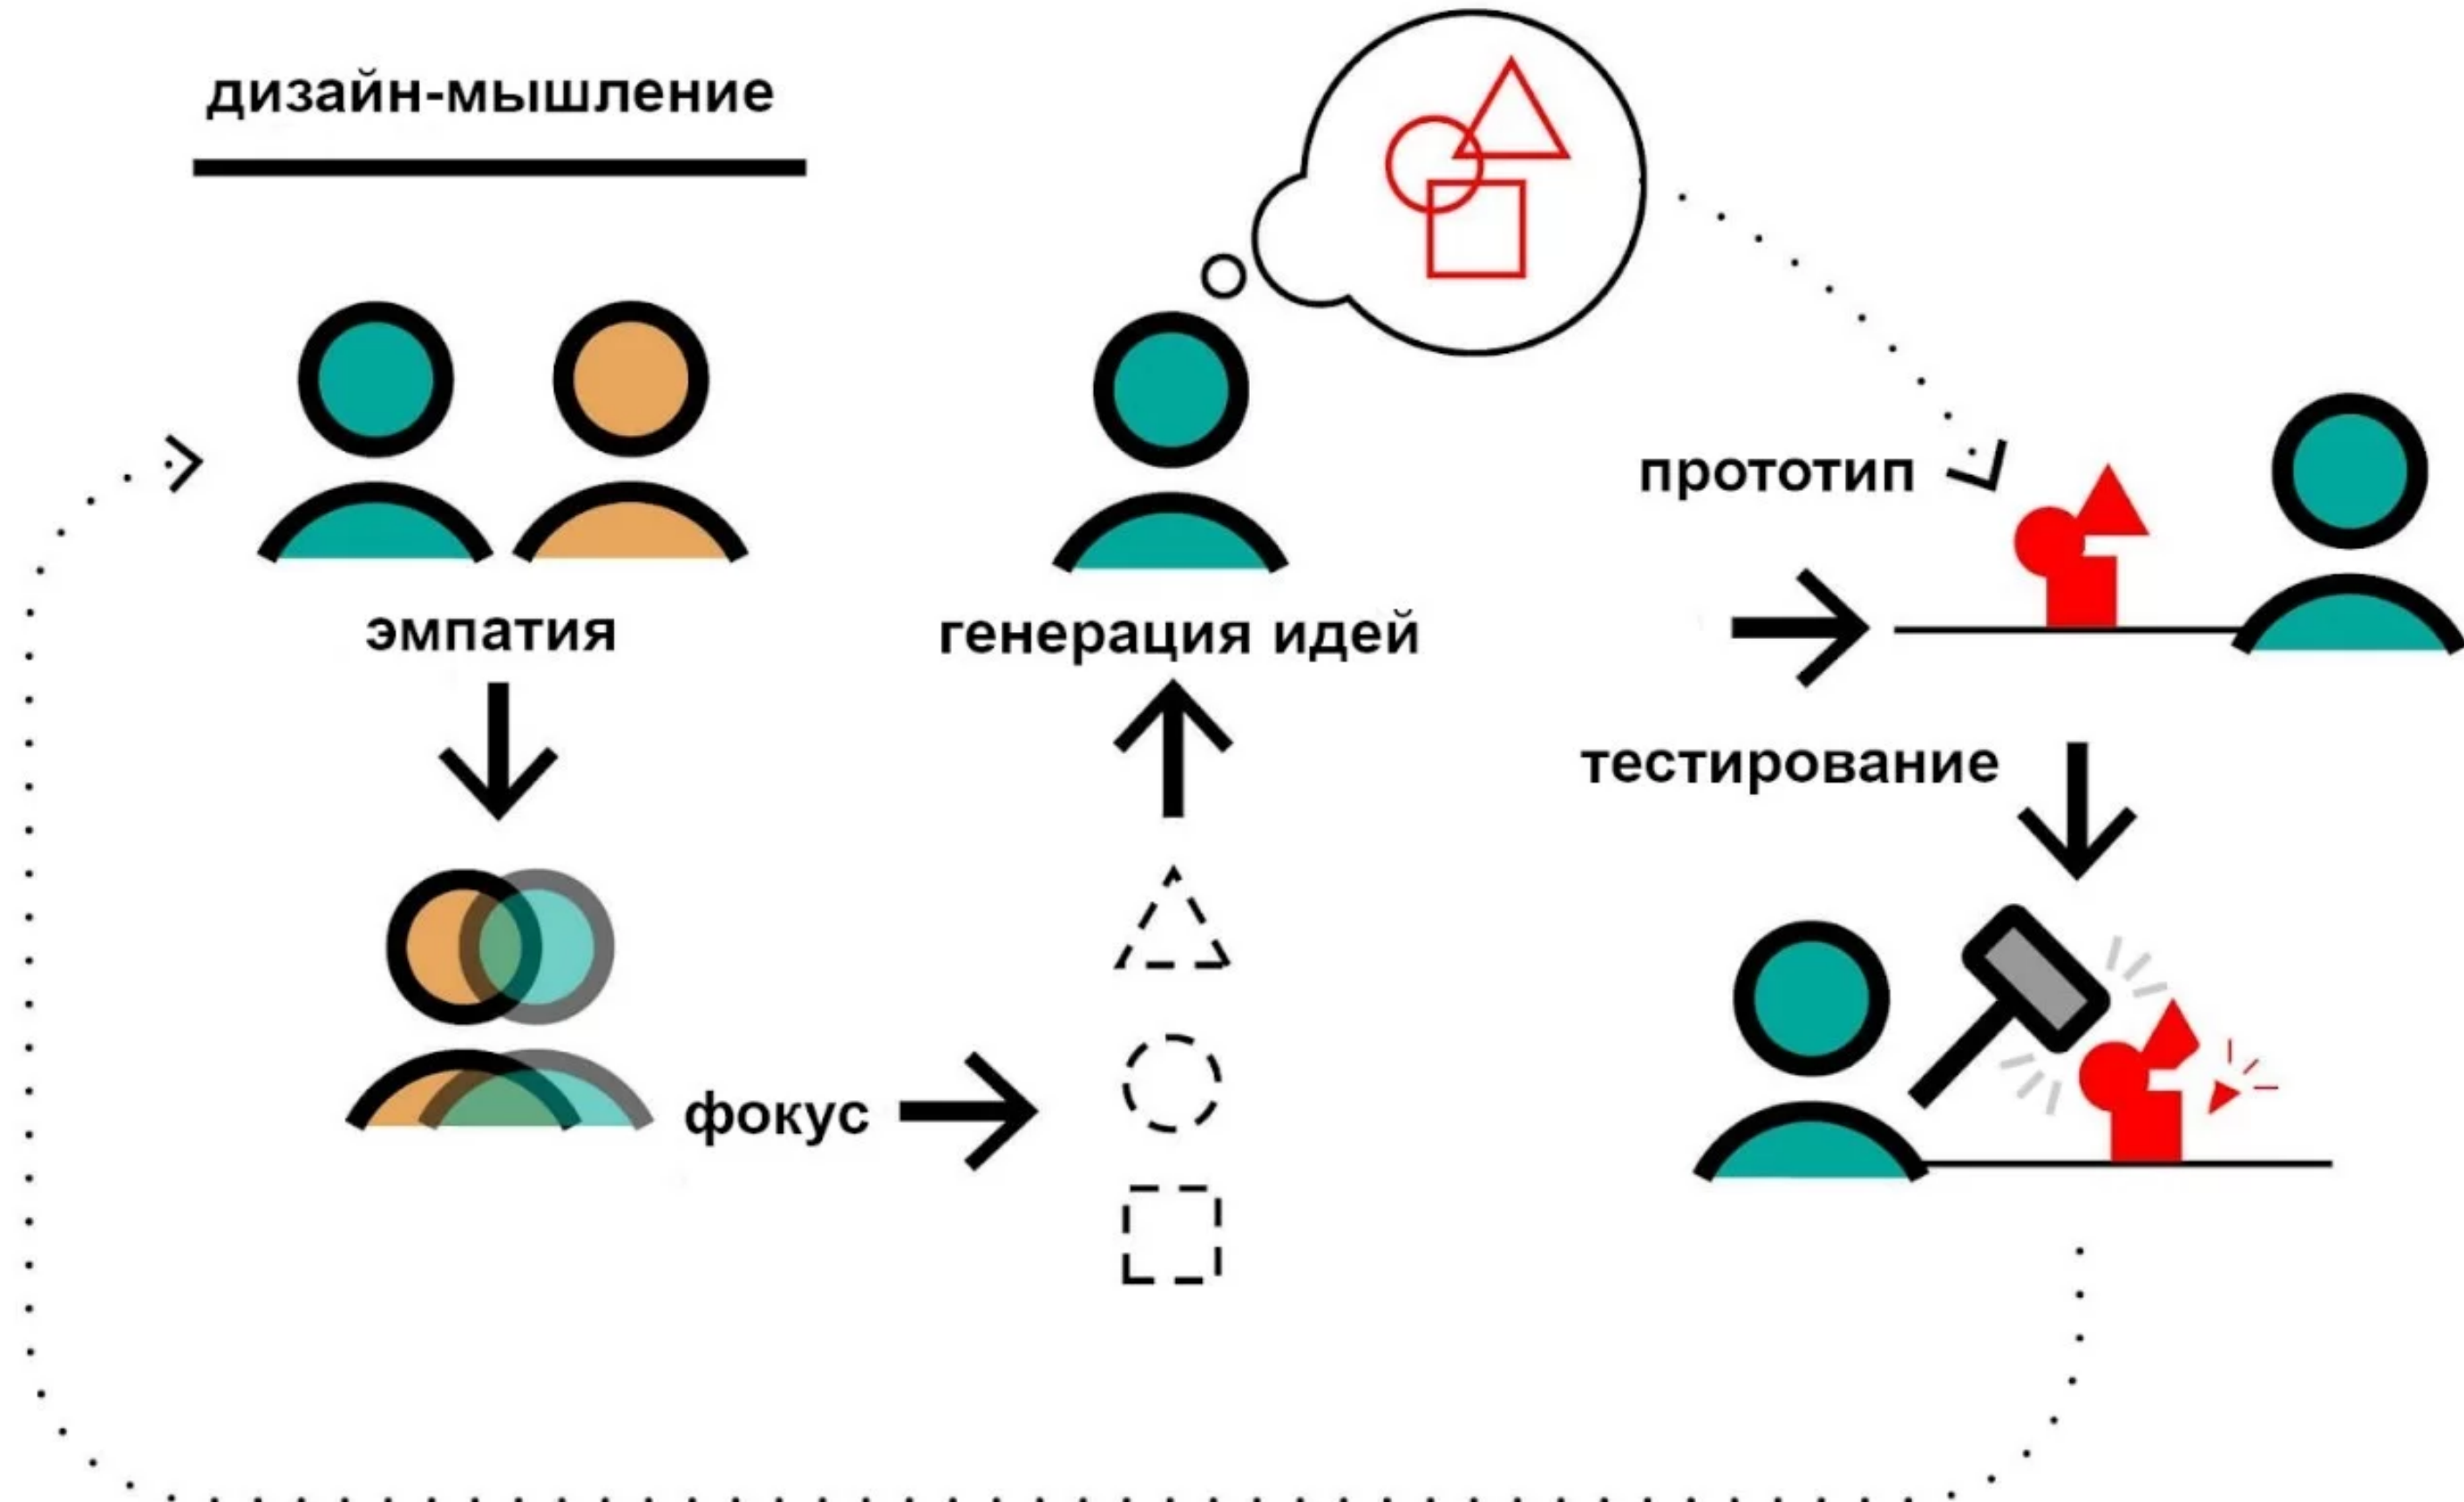 дизайн-мышление
эмпатия
фокус
генерация идей
прототип
тестирование